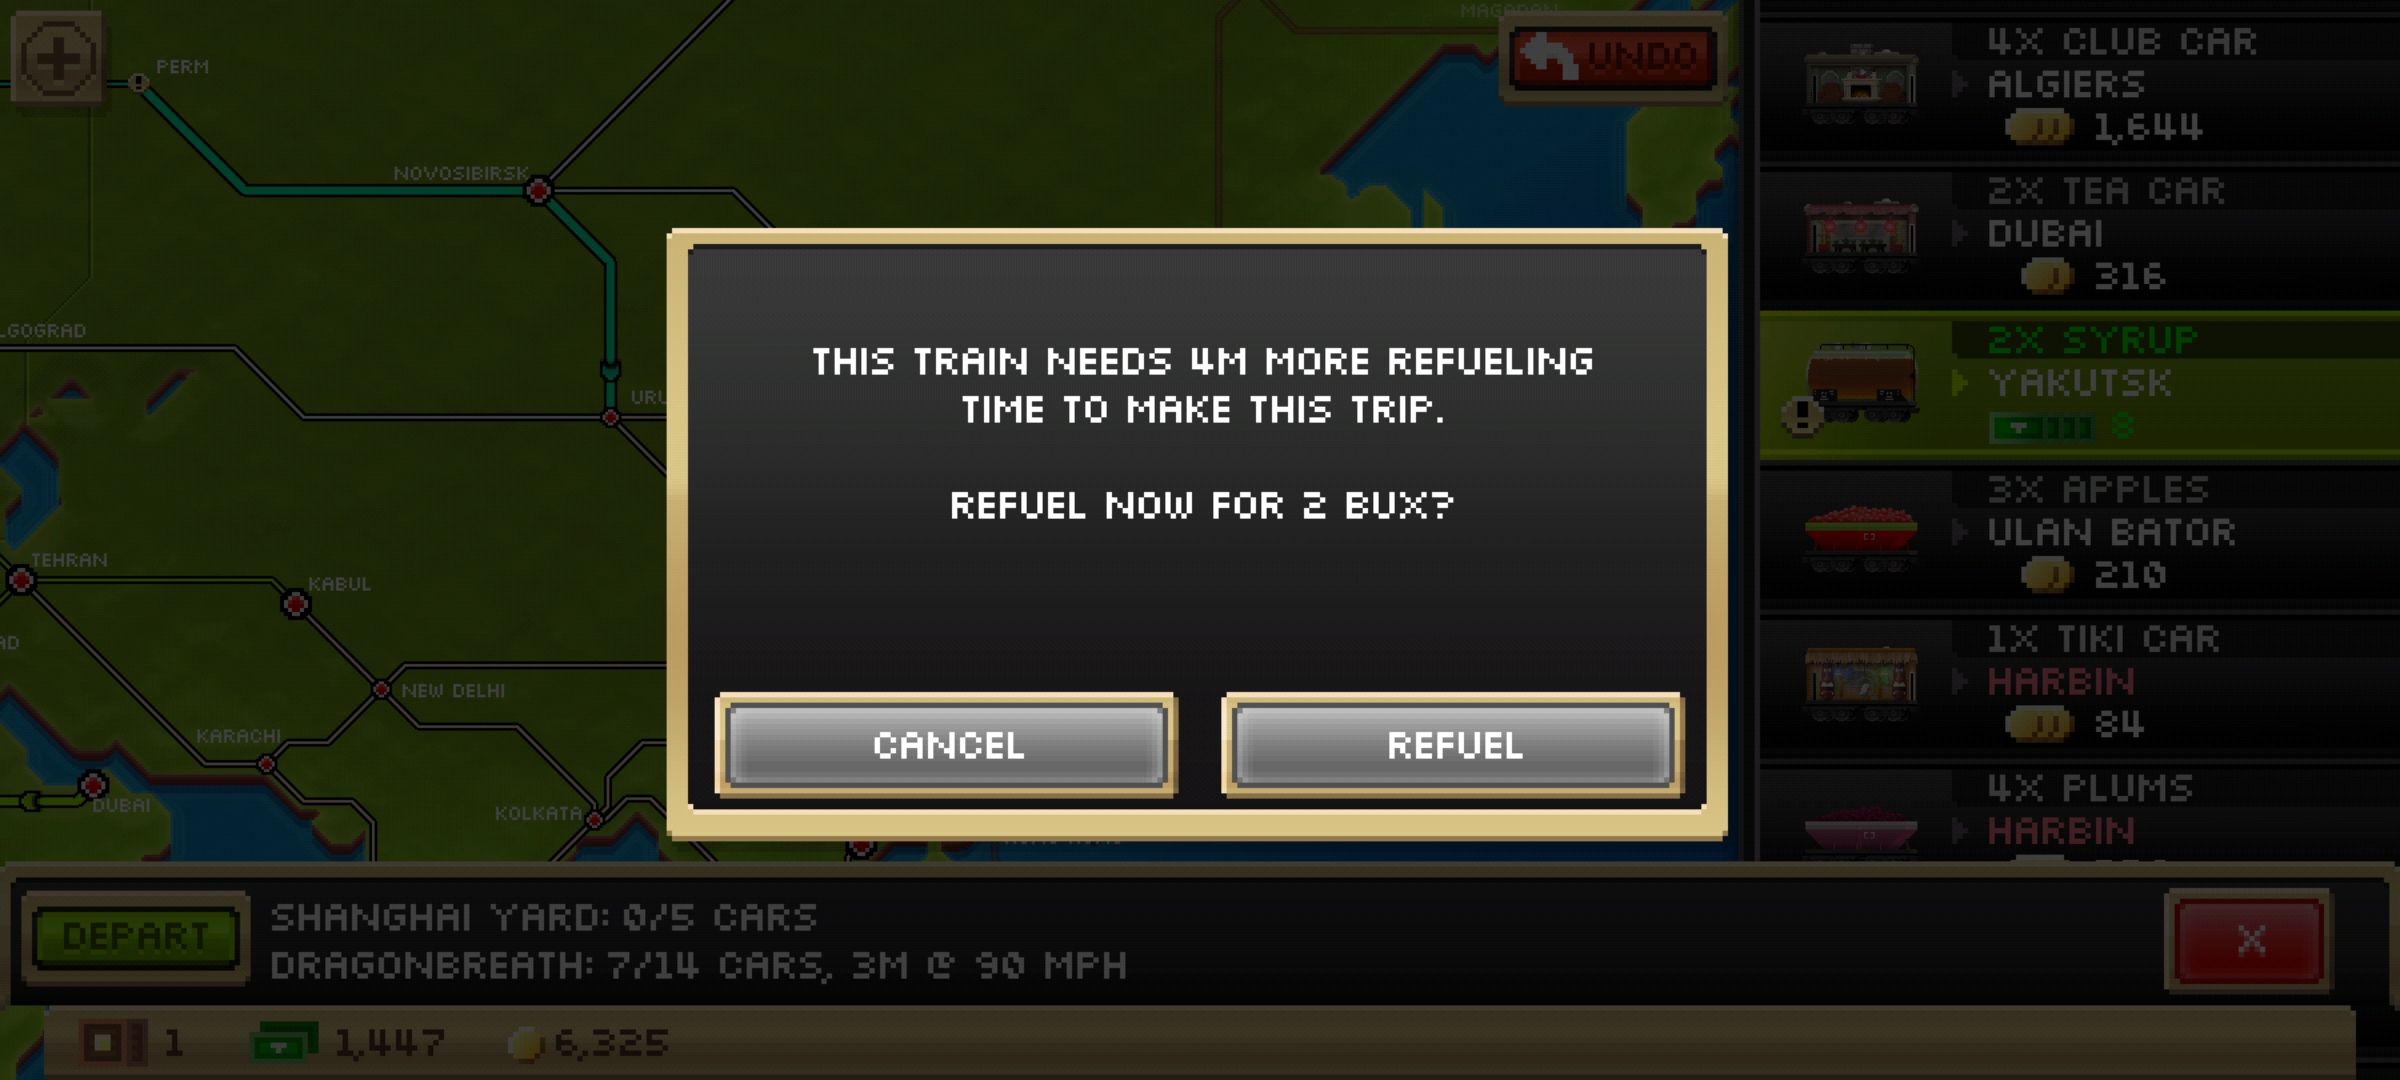 MAGADAN
PERM
UNDO
NOVOSIBIRSK
LGOGRAD
URU
TEHRAN
KABUL
AD
NEW DELHI
KARACHI
DUBAI
KOLKATA
THIS TRAIN NEEDS 4M MORE REFUELING
TIME TO MAKE THIS TRIP.
REFUEL NOW FOR 2 BUX?
CANCEL
REFUEL
4X CLUB CAR
ALGIERS
1,644
2X TEA CAR
DUBAI
316
2X SYRUP
YAKUTSK
8
3X APPLES
ULAN BATOR
210
1X TIKI CAR
HARBIN
84
4X PLUMS
HARBIN
DEPART
SHANGHAI YARD: 0/5 CARS
DRAGONBREATH: 7/14 CARS, 3M @ 90 MPH
X
1
1,447
6,325